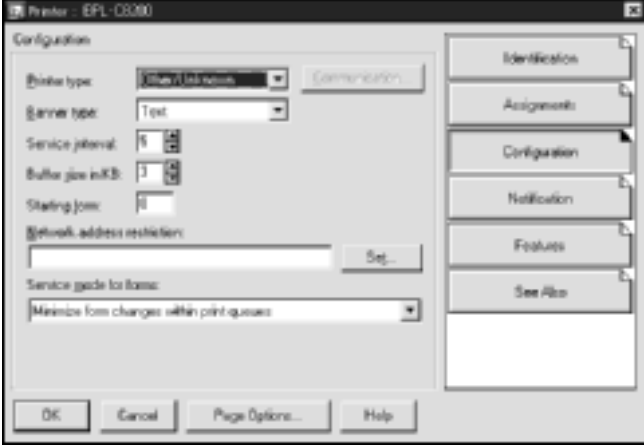 Printer : EPL-C8200
Configuration
Printer type: Other/Unknown
Communication...
Banner type: Text
Service interval: 5
Buffer size in KB: 3
Starting form: 0
Network address restriction:
Set...
Service mode for forms:
Minimize form changes within print queues
OK
Cancel
Page Options...
Help
Identification
Assignments
Configuration
Notification
Features
See Also